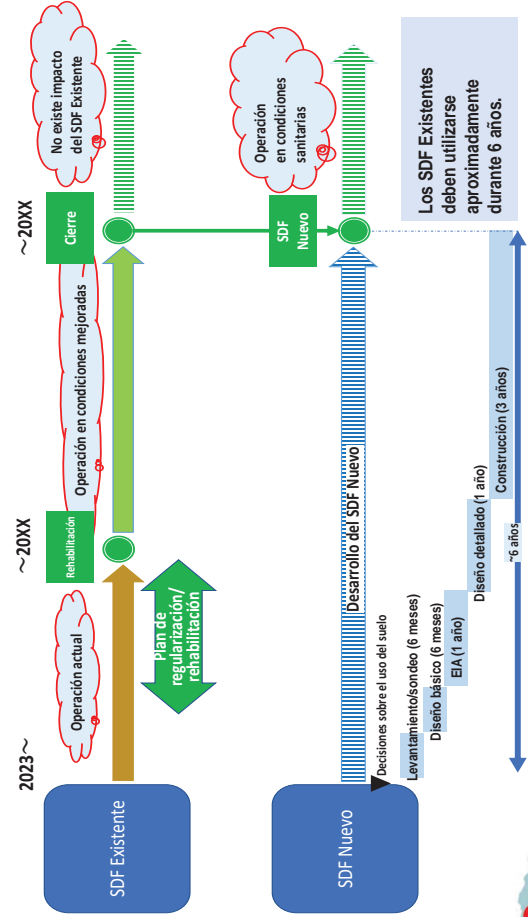 2023～
～20XX
～20XX
Operación actual
Rehabilitación
Operación en condiciones mejoradas
Cierre
No existe impacto
del SDF Existente
SDF Existente
Plan de
regularización/
rehabilitación
SDF
Nuevo
Operación
en condiciones
sanitarias
SDF Nuevo
Desarrollo del SDF Nuevo
Decisiones sobre el uso del suelo
Levantamiento/sondeo (6 meses)
Diseño básico (6 meses)
EIA (1 año)
Diseño detallado (1 año)
Construcción (3 años)
~6 años
Los SDF Existentes
deben utilizarse
aproximadamente
durante 6 años.